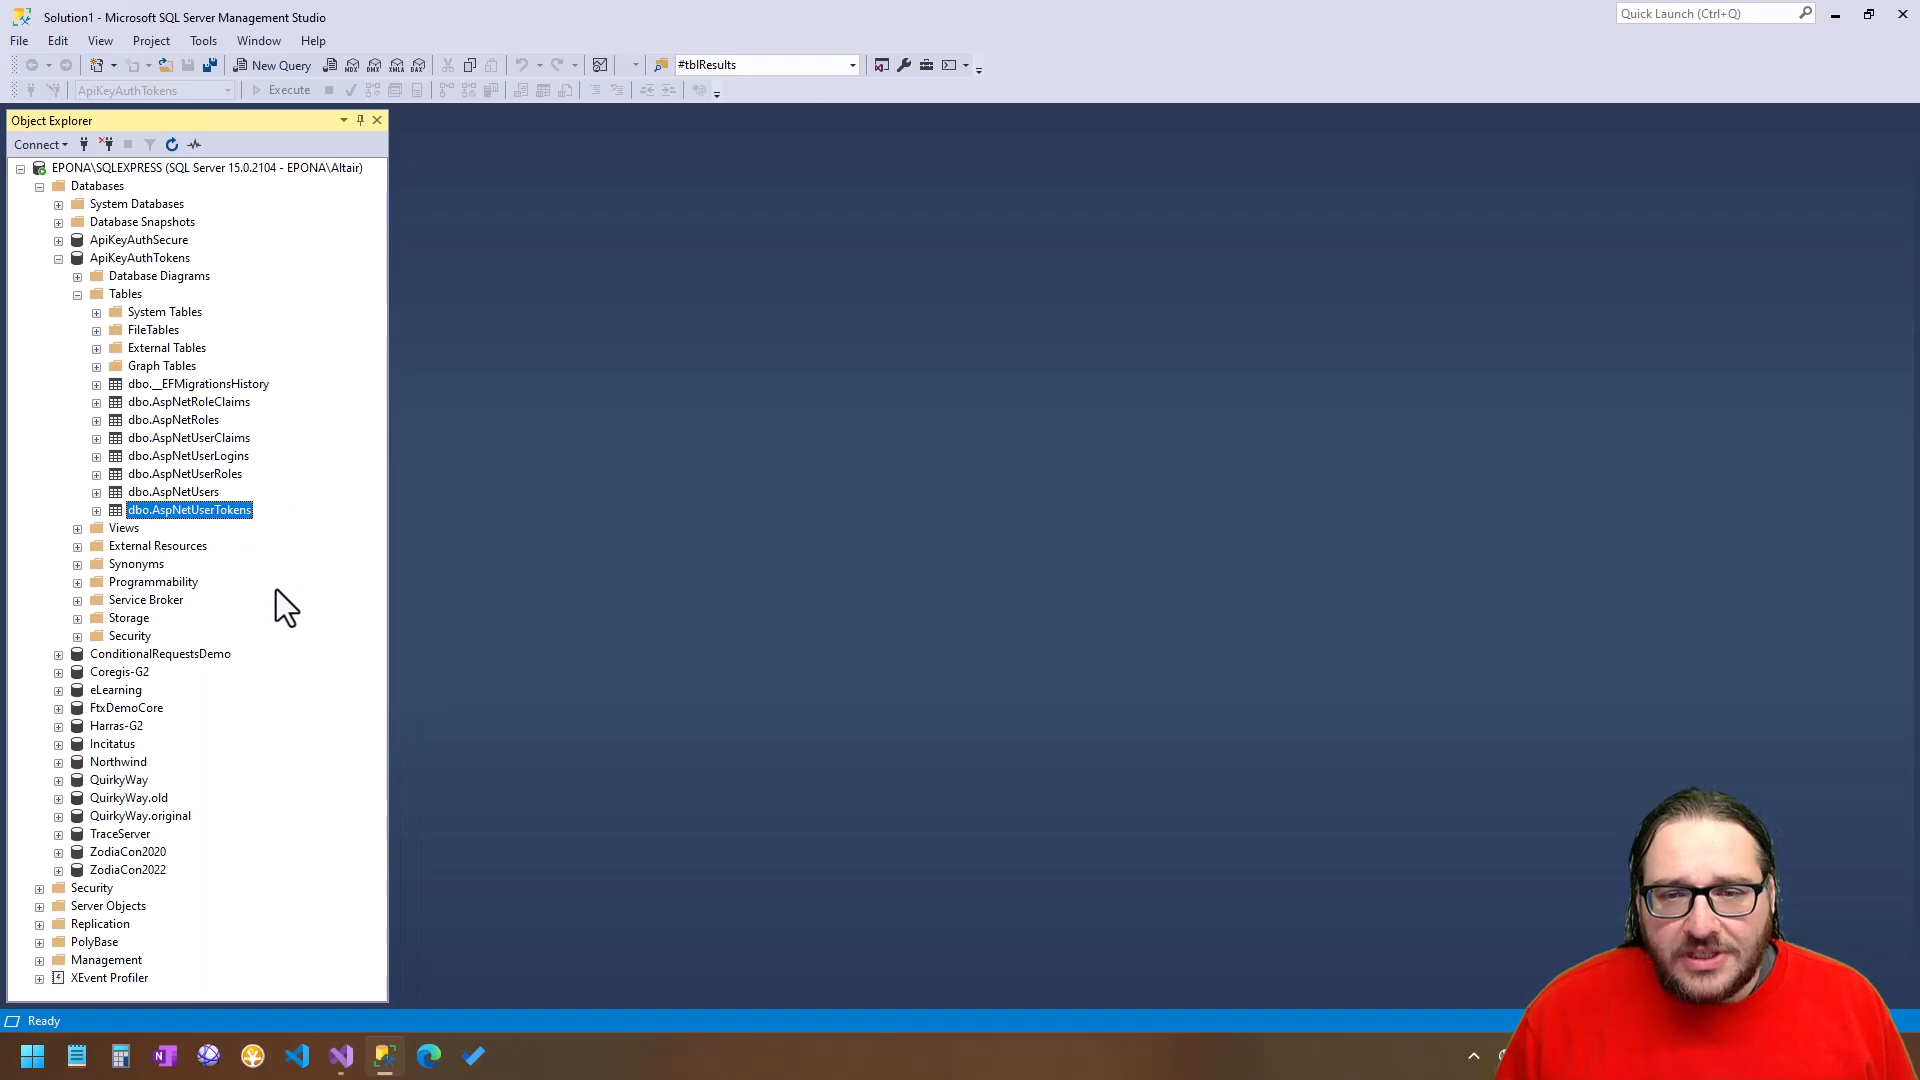 Solution1 - Microsoft SQL Server Management Studio
Quick Launch (Ctrl+Q)
File Edit View Project Tools Window Help
New Query MDX DMX XMLA DAX #tblResults
ApiKeyAuthTokens Execute
Object Explorer
Connect
EPONA\SQLEXPRESS (SQL Server 15.0.2104 - EPONA\Altair)
Databases
System Databases
Database Snapshots
ApiKeyAuthSecure
ApiKeyAuthTokens
Database Diagrams
Tables
System Tables
FileTables
External Tables
Graph Tables
dbo.__EFMigrationsHistory
dbo.AspNetRoleClaims
dbo.AspNetRoles
dbo.AspNetUserClaims
dbo.AspNetUserLogins
dbo.AspNetUserRoles
dbo.AspNetUsers
dbo.AspNetUserTokens
Views
External Resources
Synonyms
Programmability
Service Broker
Storage
Security
ConditionalRequestsDemo
Coregis-G2
eLearning
FtxDemoCore
Harras-G2
Incitatus
Northwind
QuirkyWay
QuirkyWay.old
QuirkyWay.original
TraceServer
ZodiaCon2020
ZodiaCon2022
Security
Server Objects
Replication
PolyBase
Management
XEvent Profiler
Ready